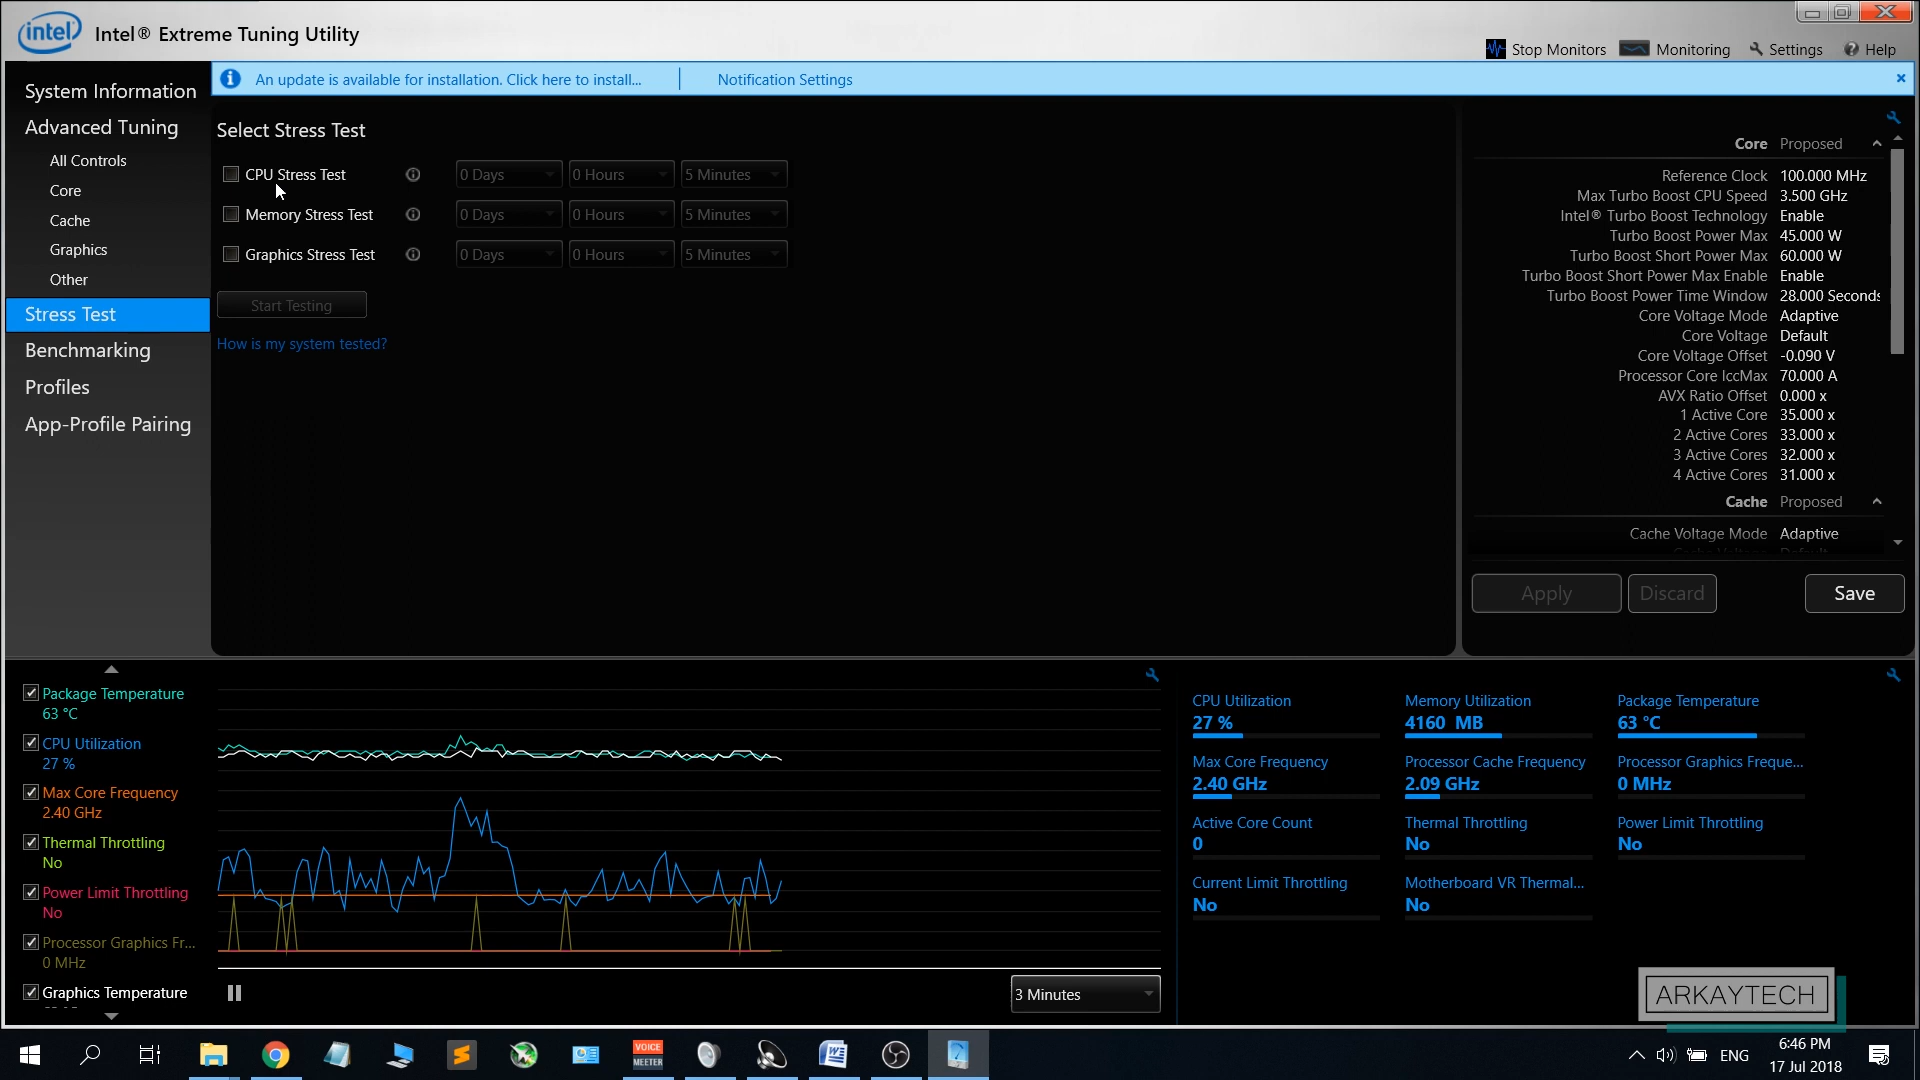 intel
Intel® Extreme Tuning Utility
Stop Monitors
Monitoring
Settings
Help
System Information
Advanced Tuning
All Controls
Core
Cache
Graphics
Other
Stress Test
Benchmarking
Profiles
App-Profile Pairing
An update is available for installation. Click here to install...
Notification Settings
Select Stress Test
CPU Stress Test 0 Days 0 Hours 5 Minutes
Memory Stress Test 0 Days 0 Hours 5 Minutes
Graphics Stress Test 0 Days 0 Hours 5 Minutes
Start Testing
How is my system tested?
Core Proposed
Reference Clock 100.000 MHz
Max Turbo Boost CPU Speed 3.500 GHz
Intel® Turbo Boost Technology Enable
Turbo Boost Power Max 45.000 W
Turbo Boost Short Power Max 60.000 W
Turbo Boost Short Power Max Enable Enable
Turbo Boost Power Time Window 28.000 Seconds
Core Voltage Mode Adaptive
Core Voltage Default
Core Voltage Offset -0.090 V
Processor Core IccMax 70.000 A
AVX Ratio Offset 0.000 x
1 Active Core 35.000 x
2 Active Cores 33.000 x
3 Active Cores 32.000 x
4 Active Cores 31.000 x
Cache Proposed
Cache Voltage Mode Adaptive
Apply
Discard
Save
Package Temperature
63 °C
CPU Utilization
27 %
Max Core Frequency
2.40 GHz
Thermal Throttling
No
Power Limit Throttling
No
Processor Graphics Fr...
0 MHz
Graphics Temperature
3 Minutes
CPU Utilization
27 %
Memory Utilization
4160 MB
Package Temperature
63 °C
Max Core Frequency
2.40 GHz
Processor Cache Frequency
2.09 GHz
Processor Graphics Freque...
0 MHz
Active Core Count
0
Thermal Throttling
No
Power Limit Throttling
No
Current Limit Throttling
No
Motherboard VR Thermal...
No
ARKAYTECH
VOICE
MEETER
ENG
6:46 PM
17 Jul 2018